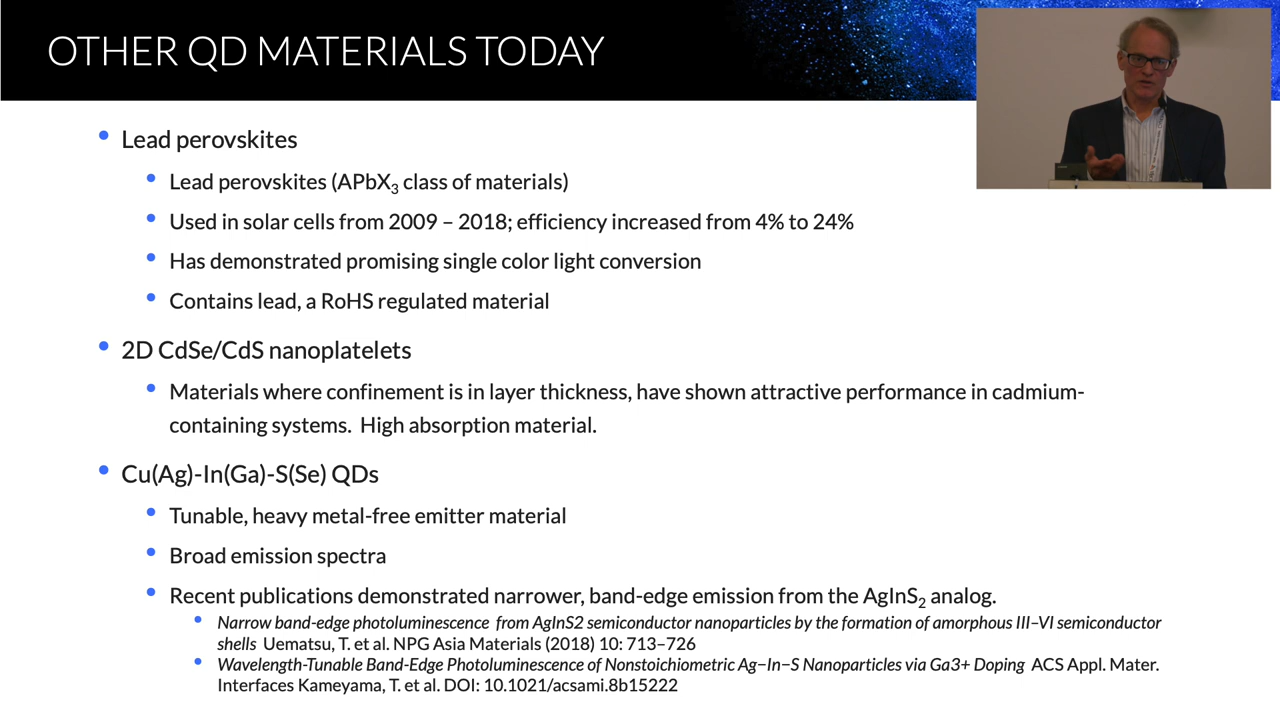 OTHER QD MATERIALS TODAY
Lead perovskites
Lead perovskites (APbX3 class of materials)
Used in solar cells from 2009 – 2018; efficiency increased from 4% to 24%
Has demonstrated promising single color light conversion
Contains lead, a RoHS regulated material
2D CdSe/CdS nanoplatelets
Materials where confinement is in layer thickness, have shown attractive performance in cadmium-
containing systems. High absorption material.
Cu(Ag)-In(Ga)-S(Se) QDs
Tunable, heavy metal-free emitter material
Broad emission spectra
Recent publications demonstrated narrower, band-edge emission from the AgInS2 analog.
Narrow band-edge photoluminescence from AgInS2 semiconductor nanoparticles by the formation of amorphous III–VI semiconductor
shells Uematsu, T. et al. NPG Asia Materials (2018) 10: 713–726
Wavelength-Tunable Band-Edge Photoluminescence of Nonstoichiometric Ag−In−S Nanoparticles via Ga3+ Doping ACS Appl. Mater.
Interfaces Kameyama, T. et al. DOI: 10.1021/acsami.8b15222